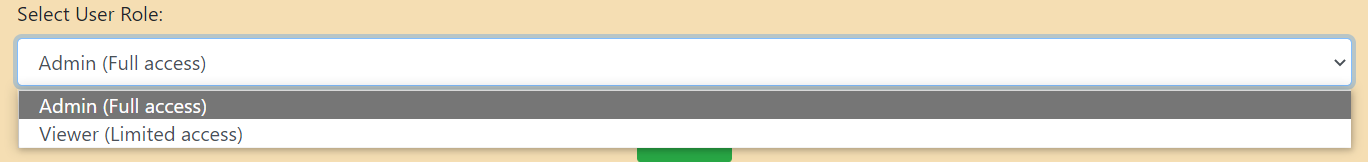 Select User Role:
Admin (Full access)
Admin (Full access)
Viewer (Limited access)